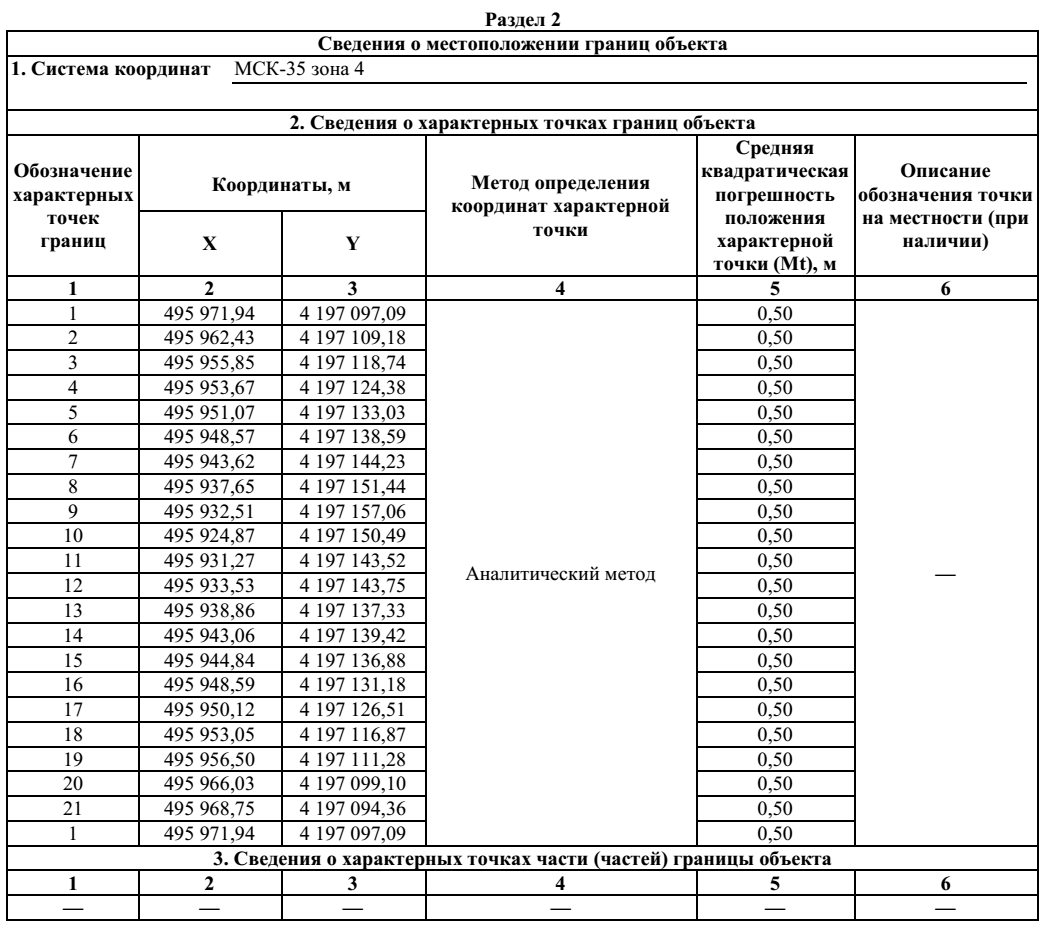 Раздел 2
Сведения о местоположении границ объекта
1. Система координат МСК-35 зона 4
2. Сведения о характерных точках границ объекта
Обозначение
характерных
точек
границ
Координаты, м
X Y
Метод определения
координат характерной
точки
Средняя
квадратическая
погрешность
положения
характерной
точки (Mt), м
Описание
обозначения точки
на местности (при
наличии)
1 2 3 4 5 6
1 495 971,94 4 197 097,09 0,50
2 495 962,43 4 197 109,18 0,50
3 495 955,85 4 197 118,74 0,50
4 495 953,67 4 197 124,38 0,50
5 495 951,07 4 197 133,03 0,50
6 495 948,57 4 197 138,59 0,50
7 495 943,62 4 197 144,23 0,50
8 495 937,65 4 197 151,44 0,50
9 495 932,51 4 197 157,06 0,50
10 495 924,87 4 197 150,49 0,50
11 495 931,27 4 197 143,52 0,50
Аналитический метод —
12 495 933,53 4 197 143,75 0,50
13 495 938,86 4 197 137,33 0,50
14 495 943,06 4 197 139,42 0,50
15 495 944,84 4 197 136,88 0,50
16 495 948,59 4 197 131,18 0,50
17 495 950,12 4 197 126,51 0,50
18 495 953,05 4 197 116,87 0,50
19 495 956,50 4 197 111,28 0,50
20 495 966,03 4 197 099,10 0,50
21 495 968,75 4 197 094,36 0,50
1 495 971,94 4 197 097,09 0,50
3. Сведения о характерных точках части (частей) границы объекта
1 2 3 4 5 6
— — — — — —